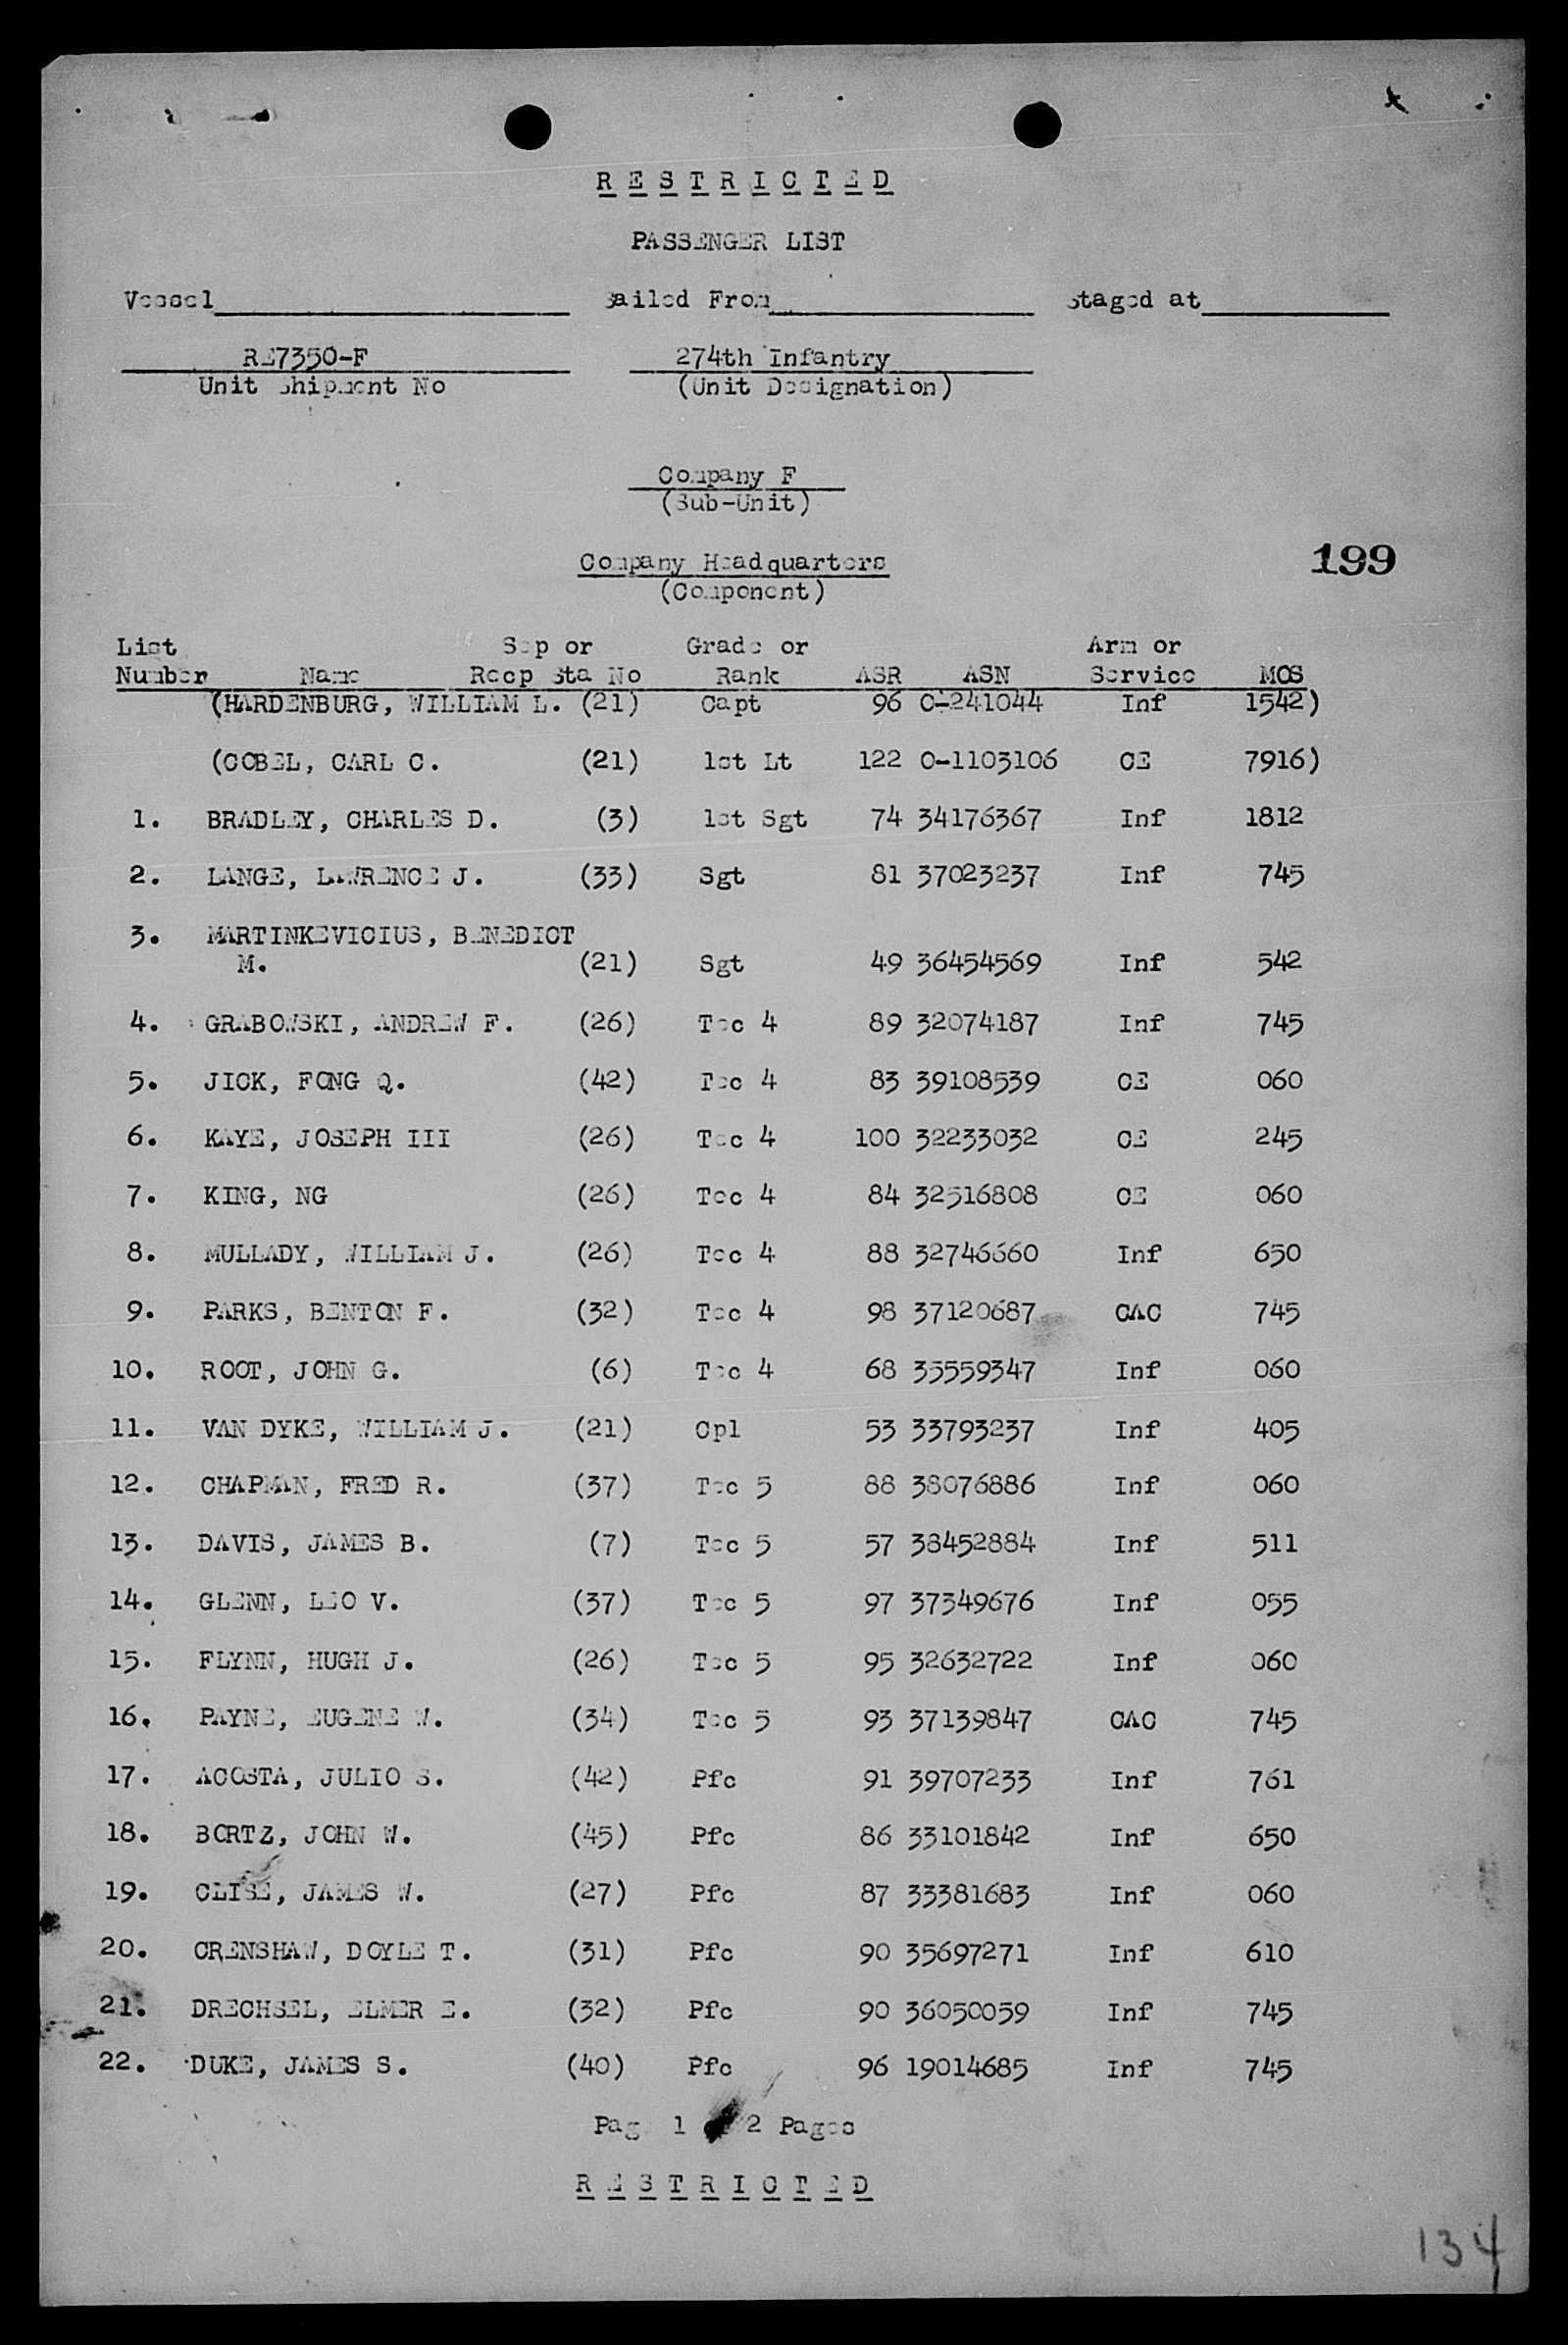 R E S T R I C T E D
PASSENGER LIST
Vessel Sailed From Staged at
RE7350-F 274th Infantry
Unit Shipment No (Unit Designation)
Company F
(Sub-Unit)
Company Headquarters 199
(Component)
List Sep or Grade or Arm or
Number Name Recp Sta No Rank ASR ASN Service MOS
(HARDENBURG, WILLIAM L. (21) Capt 96 O-241044 Inf 1542)
(COBEL, CARL C. (21) 1st Lt 122 O-1103106 CE 7916)
1. BRADLEY, CHARLES D. (3) 1st Sgt 74 34176367 Inf 1812
2. LANGE, LAWRENCE J. (33) Sgt 81 37023237 Inf 745
3. MARTINKEVICIUS, BENEDICT
M. (21) Sgt 49 36454569 Inf 542
4. GRABOWSKI, ANDREW F. (26) Tec 4 89 32074187 Inf 745
5. JICK, FONG Q. (42) Tec 4 83 39108539 CE 060
6. KAYE, JOSEPH III (26) Tec 4 100 32233032 CE 245
7. KING, NG (26) Tec 4 84 32516808 CE 060
8. MULLADY, WILLIAM J. (26) Tec 4 88 32746660 Inf 650
9. PARKS, BENTON F. (32) Tec 4 98 37120687 CAC 745
10. ROOT, JOHN G. (6) Tec 4 68 35559347 Inf 060
11. VAN DYKE, WILLIAM J. (21) Cpl 53 33793237 Inf 405
12. CHAPMAN, FRED R. (37) Tec 5 88 38076886 Inf 060
13. DAVIS, JAMES B. (7) Tec 5 57 38452884 Inf 511
14. GLENN, LEO V. (37) Tec 5 97 37349676 Inf 055
15. FLYNN, HUGH J. (26) Tec 5 95 32632722 Inf 060
16. PAYNE, EUGENE W. (34) Tec 5 93 37139847 CAC 745
17. ACOSTA, JULIO S. (42) Pfc 91 39707233 Inf 761
18. BORTZ, JOHN W. (45) Pfc 86 33101842 Inf 650
19. CLISE, JAMES W. (27) Pfc 87 33381683 Inf 060
20. CRENSHAW, DOYLE T. (31) Pfc 90 35697271 Inf 610
21. DRECHSEL, ELMER E. (32) Pfc 90 36050059 Inf 745
22. DUKE, JAMES S. (40) Pfc 96 19014685 Inf 745
Page 1 of 2 Pages
R E S T R I C T E D
134